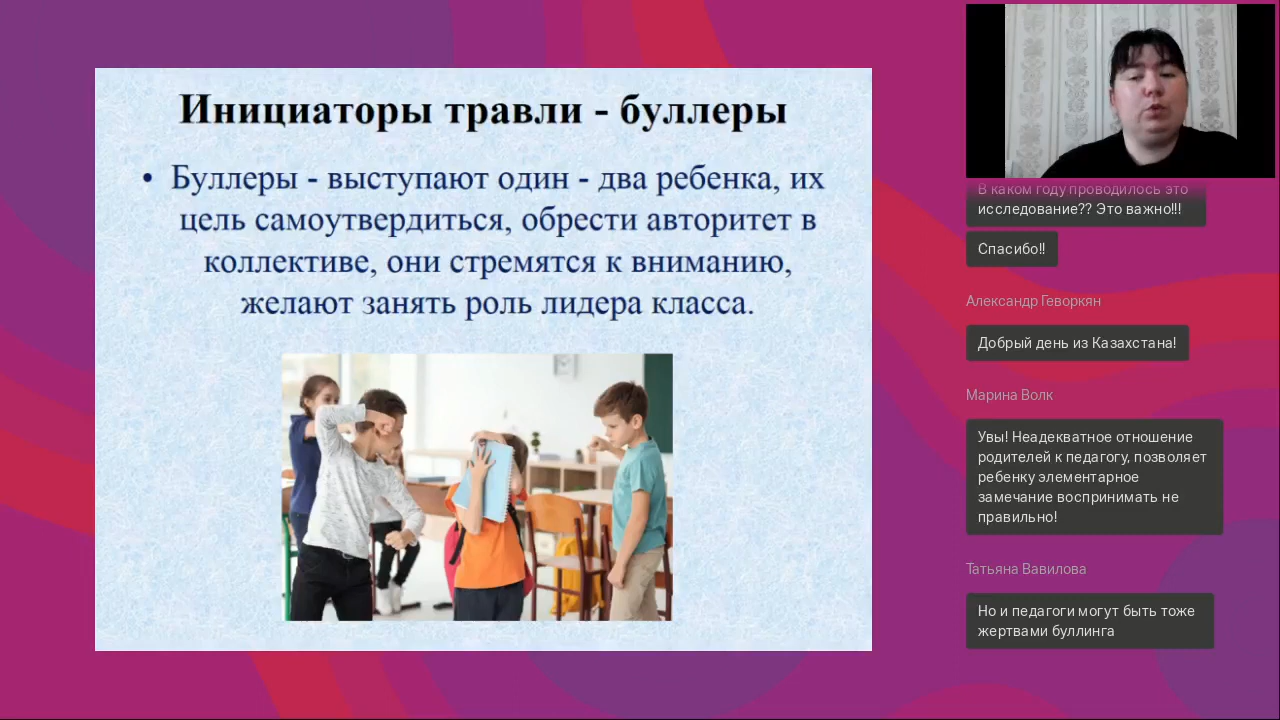 Инициаторы травли - буллеры
• Буллеры - выступают один - два ребенка, их
цель самоутвердиться, обрести авторитет в
коллективе, они стремятся к вниманию,
желают занять роль лидера класса.
В каком году проводилось это
исследование?? Это важно!!!
Спасибо!!
Александр Геворкян
Добрый день из Казахстана!
Марина Волк
Увы! Неадекватное отношение
родителей к педагогу, позволяет
ребенку элементарное
замечание воспринимать не
правильно!
Татьяна Вавилова
Но и педагоги могут быть тоже
жертвами буллинга